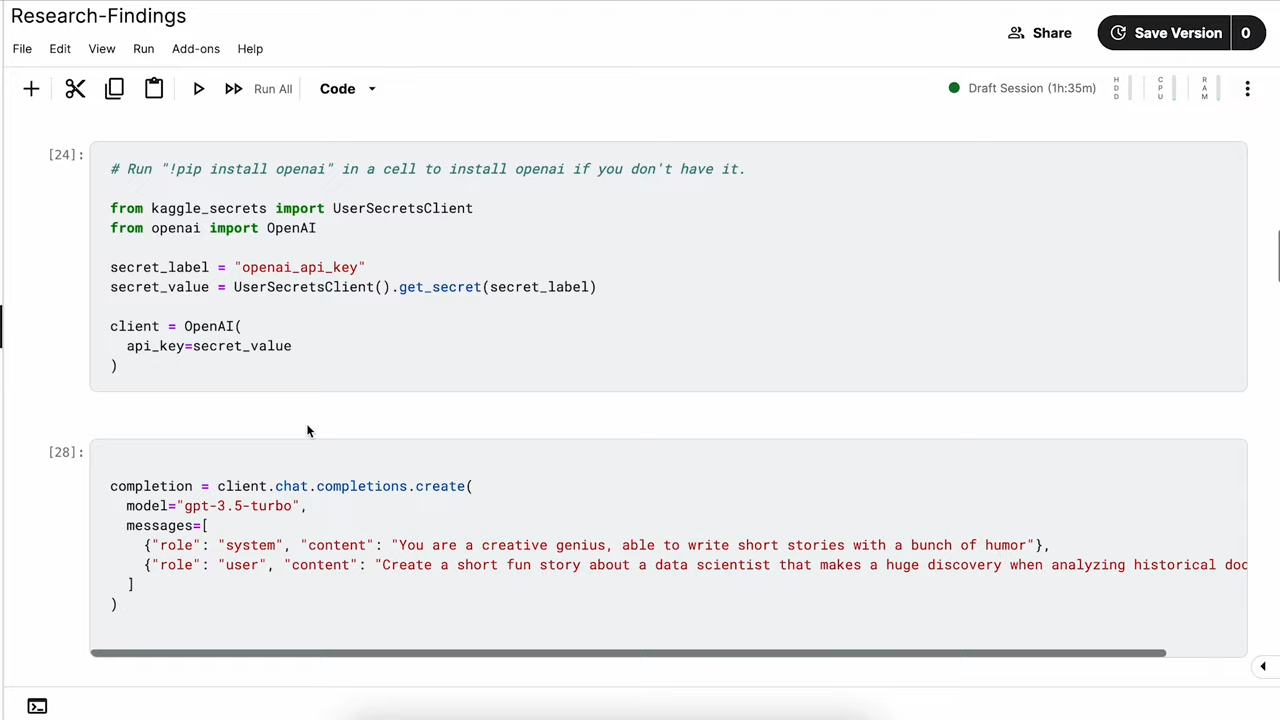 Research-Findings
Share
Save Version
0
File Edit View Run Add-ons Help
Run All
Code
Draft Session (1h:35m)
HDD
CPU
RAM
[24]:
# Run "!pip install openai" in a cell to install openai if you don't have it.
from kaggle_secrets import UserSecretsClient
from openai import OpenAI
secret_label = "openai_api_key"
secret_value = UserSecretsClient().get_secret(secret_label)
client = OpenAI(
  api_key=secret_value
)
[28]:
completion = client.chat.completions.create(
  model="gpt-3.5-turbo",
  messages=[
    {"role": "system", "content": "You are a creative genius, able to write short stories with a bunch of humor"},
    {"role": "user", "content": "Create a short fun story about a data scientist that makes a huge discovery when analyzing historical doc
  ]
)